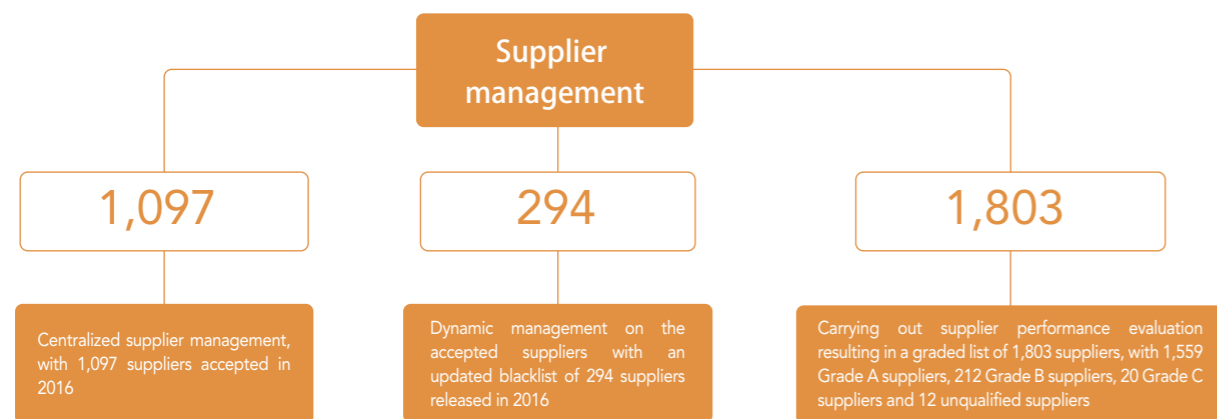 Supplier
management
1,097
294
1,803
Centralized supplier management,
with 1,097 suppliers accepted in
2016
Dynamic management on the
accepted suppliers with an
updated blacklist of 294 suppliers
released in 2016
Carrying out supplier performance evaluation
resulting in a graded list of 1,803 suppliers, with 1,559
Grade A suppliers, 212 Grade B suppliers, 20 Grade C
suppliers and 12 unqualified suppliers